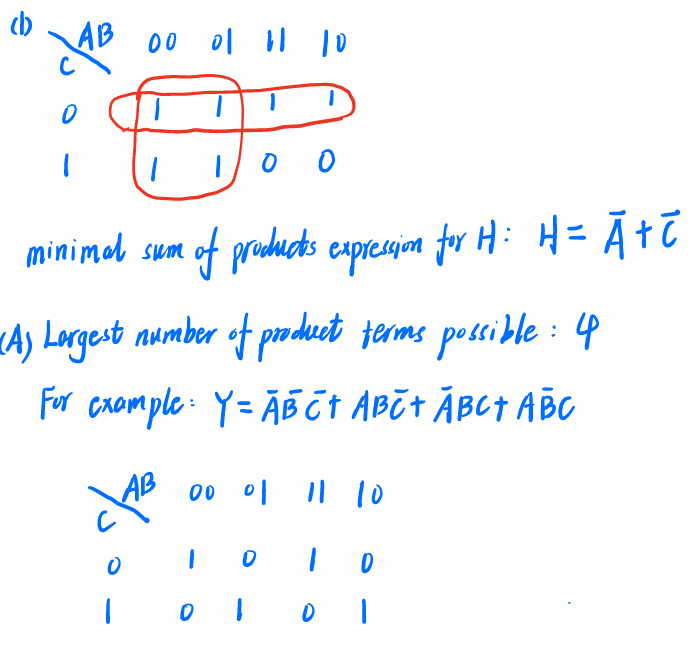 (1)
AB 00 01 11 10
C
0 1 1 1 1
1 1 1 0 0
minimal sum of products expression for H: H = Ā + C̄
(A) Largest number of product terms possible: 4
For example: Y = ĀB̄C̄ + ABC̄ + ĀBC + AB̄C
AB 00 01 11 10
C
0 1 0 1 0
1 0 1 0 1